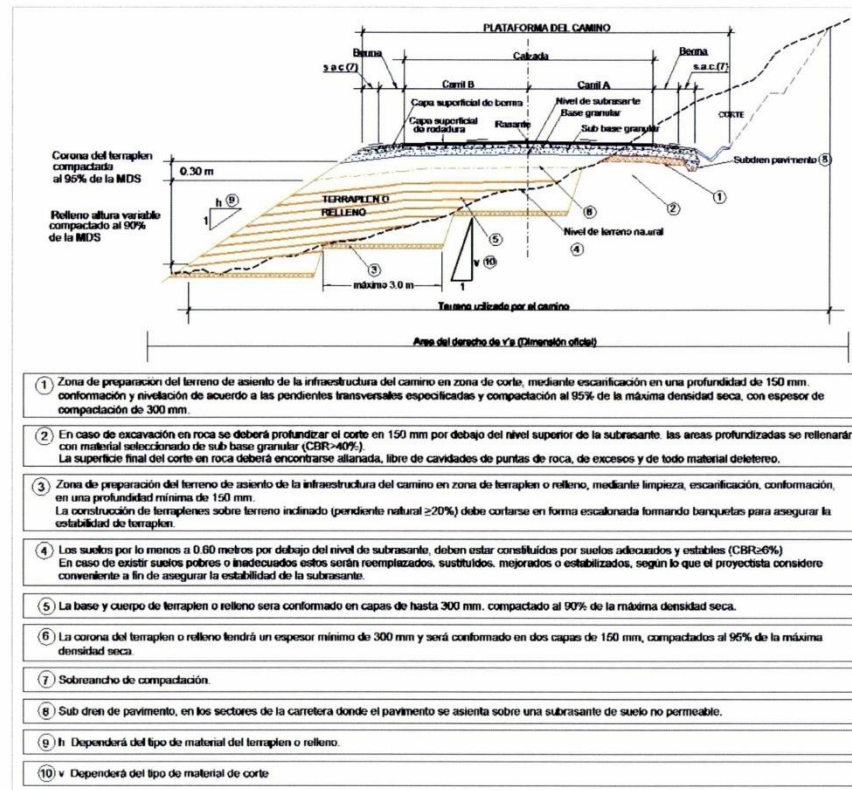 PLATAFORMA DEL CAMINO
Berma
Calzada
Berma
s.a.c.(7)
s.a.c.(7)
Carril B
Carril A
CORTE
Capa superficial de berma
Nivel de subrasante
Base granular
Capa superficial de rodadura
Rasante
Sub base granular
Corona del terraplen
compactada
al 95% de la MDS
0.30 m
Subdren pavimento 8
h 9
1
TERRAPLEN O
RELLENO
1
2
Relleno altura variable
compactado al 90%
de la MDS
6
5
Nivel de terreno natural
4
3
v 10
1
máximo 3.0 m
Terreno utilizado por el camino
Area del derecho de v's (Dimensión oficial)
1 Zona de preparación del terreno de asiento de la infraestructura del camino en zona de corte, mediante escarificación en una profundidad de 150 mm.
conformación y nivelación de acuerdo a las pendientes transversales especificadas y compactación al 95% de la máxima densidad seca, con espesor de
compactación de 300 mm.
2 En caso de excavación en roca se deberá profundizar el corte en 150 mm por debajo del nivel superior de la subrasante. las areas profundizadas se rellenarán
con material seleccionado de sub base granular (CBR>40%).
La superficie final del corte en roca deberá encontrarse allanada, libre de cavidades de puntas de roca, de excesos y de todo material deletereo.
3 Zona de preparación del terreno de asiento de la infraestructura del camino en zona de terraplen o relleno, mediante limpieza, escarificación, conformación,
en una profundidad mínima de 150 mm.
La construcción de terraplenes sobre terreno inclinado (pendiente natural ≥20%) debe cortarse en forma escalonada formando banquetas para asegurar la
estabilidad de terraplen.
4 Los suelos por lo menos a 0.60 metros por debajo del nivel de subrasante, deben estar constituídos por suelos adecuados y estables (CBR≥6%)
En caso de existir suelos pobres o inadecuados estos serán reemplazados. sustituídos. mejorados o estabilizados, según lo que el proyectista considere
conveniente a fin de asegurar la estabilidad de la subrasante.
5 La base y cuerpo de terraplen o relleno sera conformado en capas de hasta 300 mm. compactado al 90% de la máxima densidad seca.
6 La corona del terraplen o relleno tendrá un espesor mínimo de 300 mm y será conformado en dos capas de 150 mm, compactados al 95% de la máxima
densidad seca.
7 Sobreancho de compactación.
8 Sub dren de pavimento, en los sectores de la carretera donde el pavimento se asienta sobre una subrasante de suelo no permeable.
9 h Dependerá del tipo de material del terraplen o relleno.
10 v Dependerá del tipo de material de corte